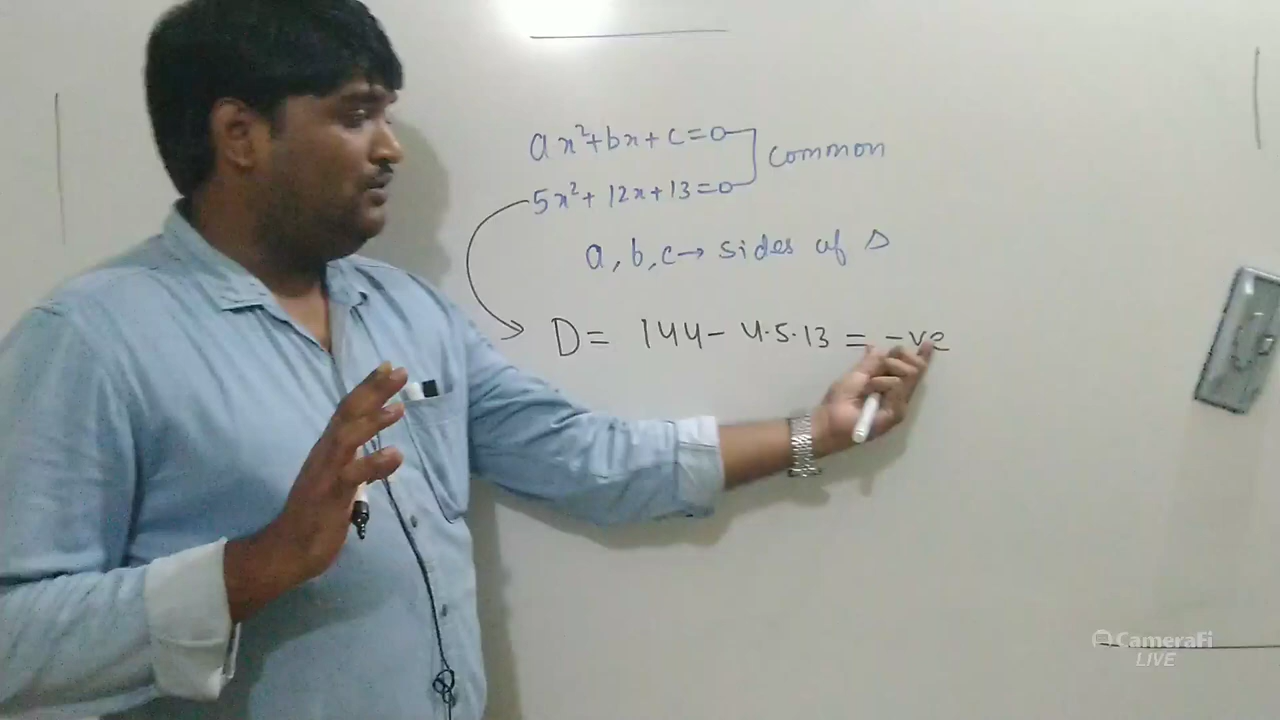 ax²+bx+c=0
common
5x²+12x+13=0
a, b, c→ sides of Δ
D= 144-4·5·13 = -ve
CameraFi
LIVE